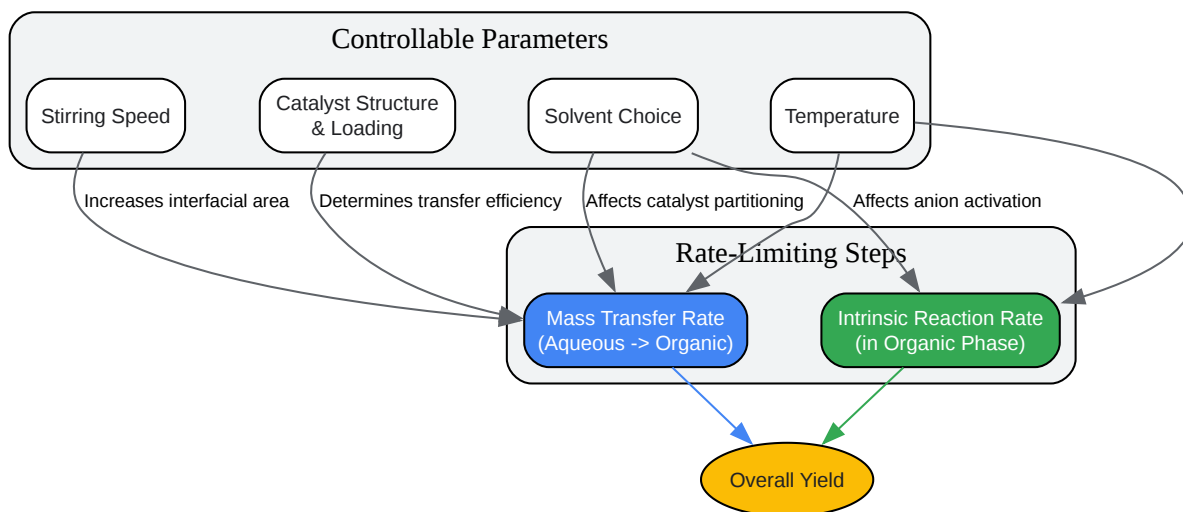 Controllable Parameters
Stirring Speed
Catalyst Structure
& Loading
Solvent Choice
Temperature
Increases interfacial area
Determines transfer efficiency
Affects catalyst partitioning
Affects anion activation
Rate-Limiting Steps
Mass Transfer Rate
(Aqueous -> Organic)
Intrinsic Reaction Rate
(in Organic Phase)
Overall Yield